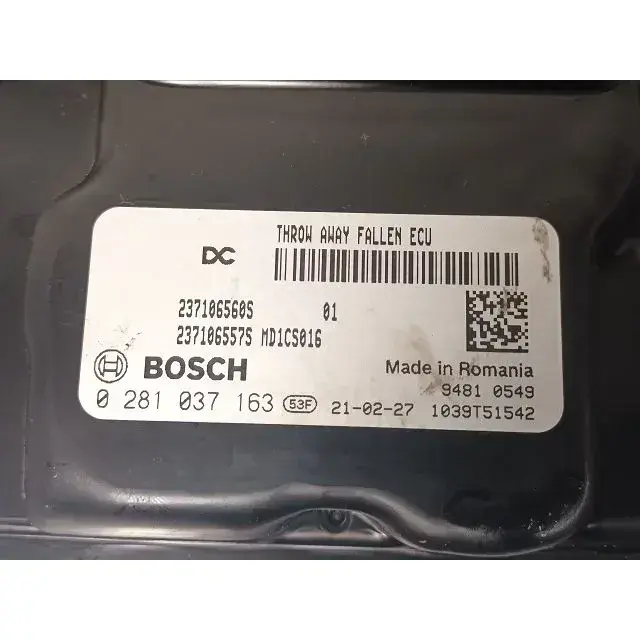 THROW AWAY FALLEN ECU
DC
237106560S 01
237106557S MD1CS016
BOSCH Made in Romania
9481 0549
0 281 037 163 53F 21-02-27 1039T51542